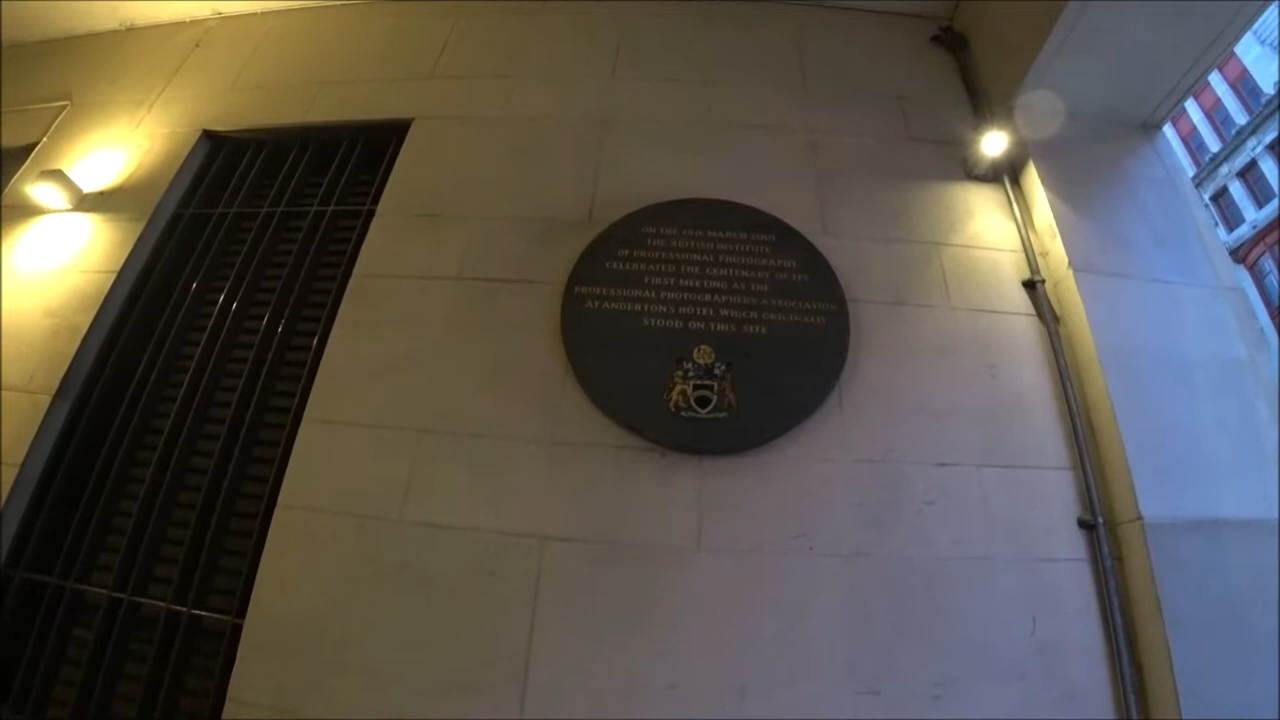 ON THE 28TH MARCH 2001
THE BRITISH INSTITUTE
OF PROFESSIONAL PHOTOGRAPHY
CELEBRATED THE CENTENARY OF ITS
FIRST MEETING AS THE
PROFESSIONAL PHOTOGRAPHERS ASSOCIATION
AT ANDERTON'S HOTEL WHICH ORIGINALLY
STOOD ON THIS SITE